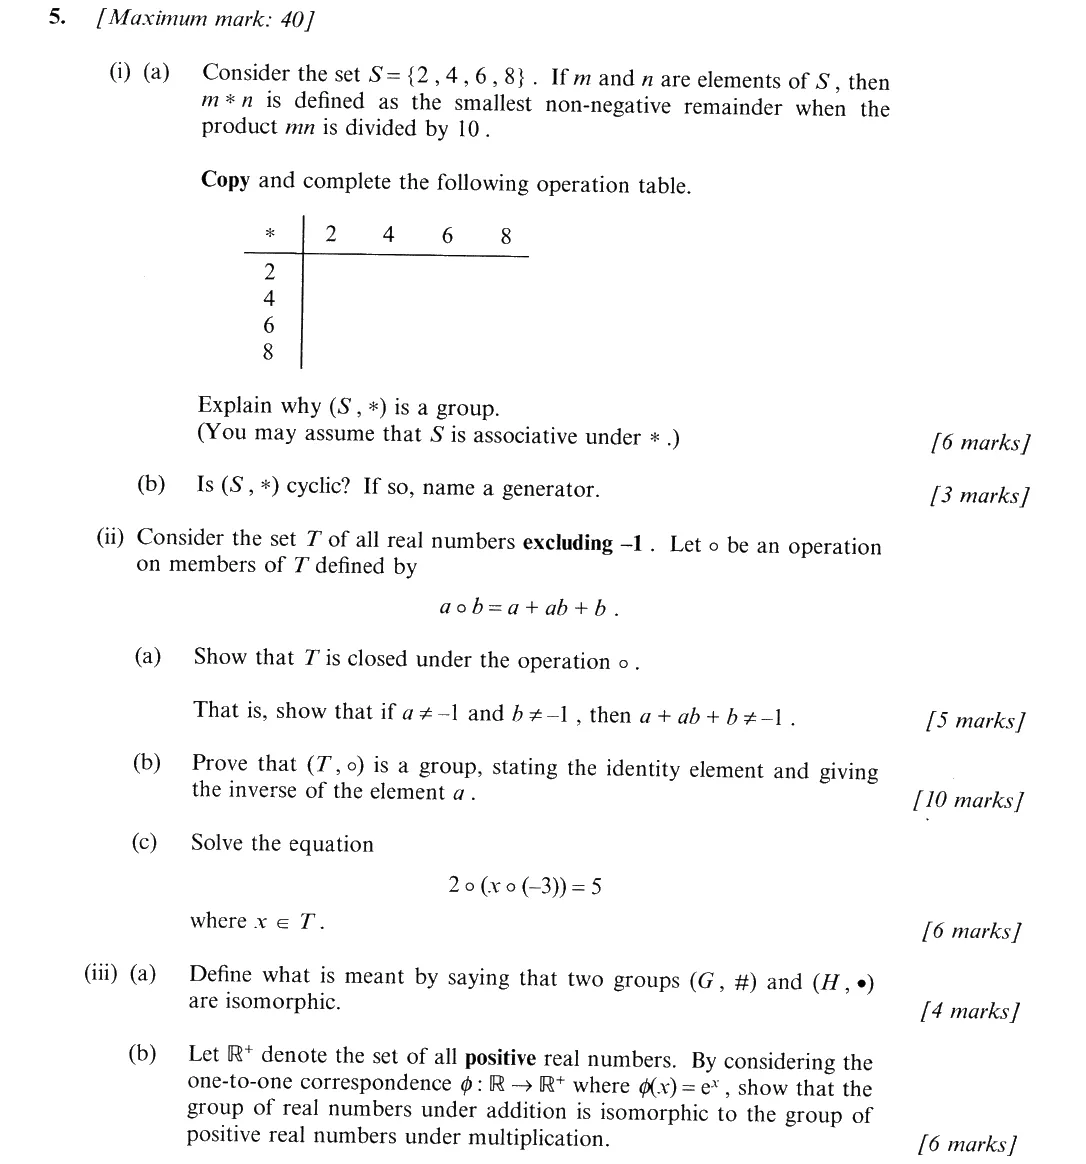 5. [Maximum mark: 40]
(i) (a) Consider the set S = {2 , 4 , 6 , 8} . If m and n are elements of S , then
m * n is defined as the smallest non-negative remainder when the
product mn is divided by 10 .
Copy and complete the following operation table.
* 2 4 6 8
2
4
6
8
Explain why (S , *) is a group.
(You may assume that S is associative under * .) [6 marks]
(b) Is (S , *) cyclic? If so, name a generator. [3 marks]
(ii) Consider the set T of all real numbers excluding –1 . Let ∘ be an operation
on members of T defined by
a ∘ b = a + ab + b .
(a) Show that T is closed under the operation ∘ .
That is, show that if a ≠ –1 and b ≠ –1 , then a + ab + b ≠ –1 . [5 marks]
(b) Prove that (T , ∘) is a group, stating the identity element and giving
the inverse of the element a . [10 marks]
(c) Solve the equation
2 ∘ (x ∘ (–3)) = 5
where x ∈ T . [6 marks]
(iii) (a) Define what is meant by saying that two groups (G , #) and (H , •)
are isomorphic. [4 marks]
(b) Let ℝ⁺ denote the set of all positive real numbers. By considering the
one-to-one correspondence ϕ : ℝ → ℝ⁺ where ϕ(x) = eˣ , show that the
group of real numbers under addition is isomorphic to the group of
positive real numbers under multiplication. [6 marks]